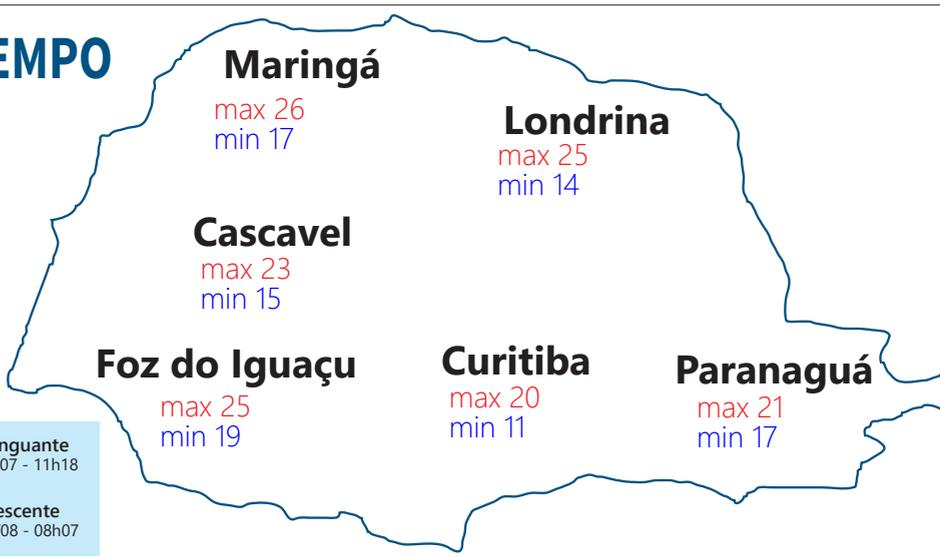 EMPO
Maringá
max 26
min 17
Londrina
max 25
min 14
Cascavel
max 23
min 15
Foz do Iguaçu
max 25
min 19
Curitiba
max 20
min 11
Paranaguá
max 21
min 17
nguante
07 - 11h18
escente
/08 - 08h07